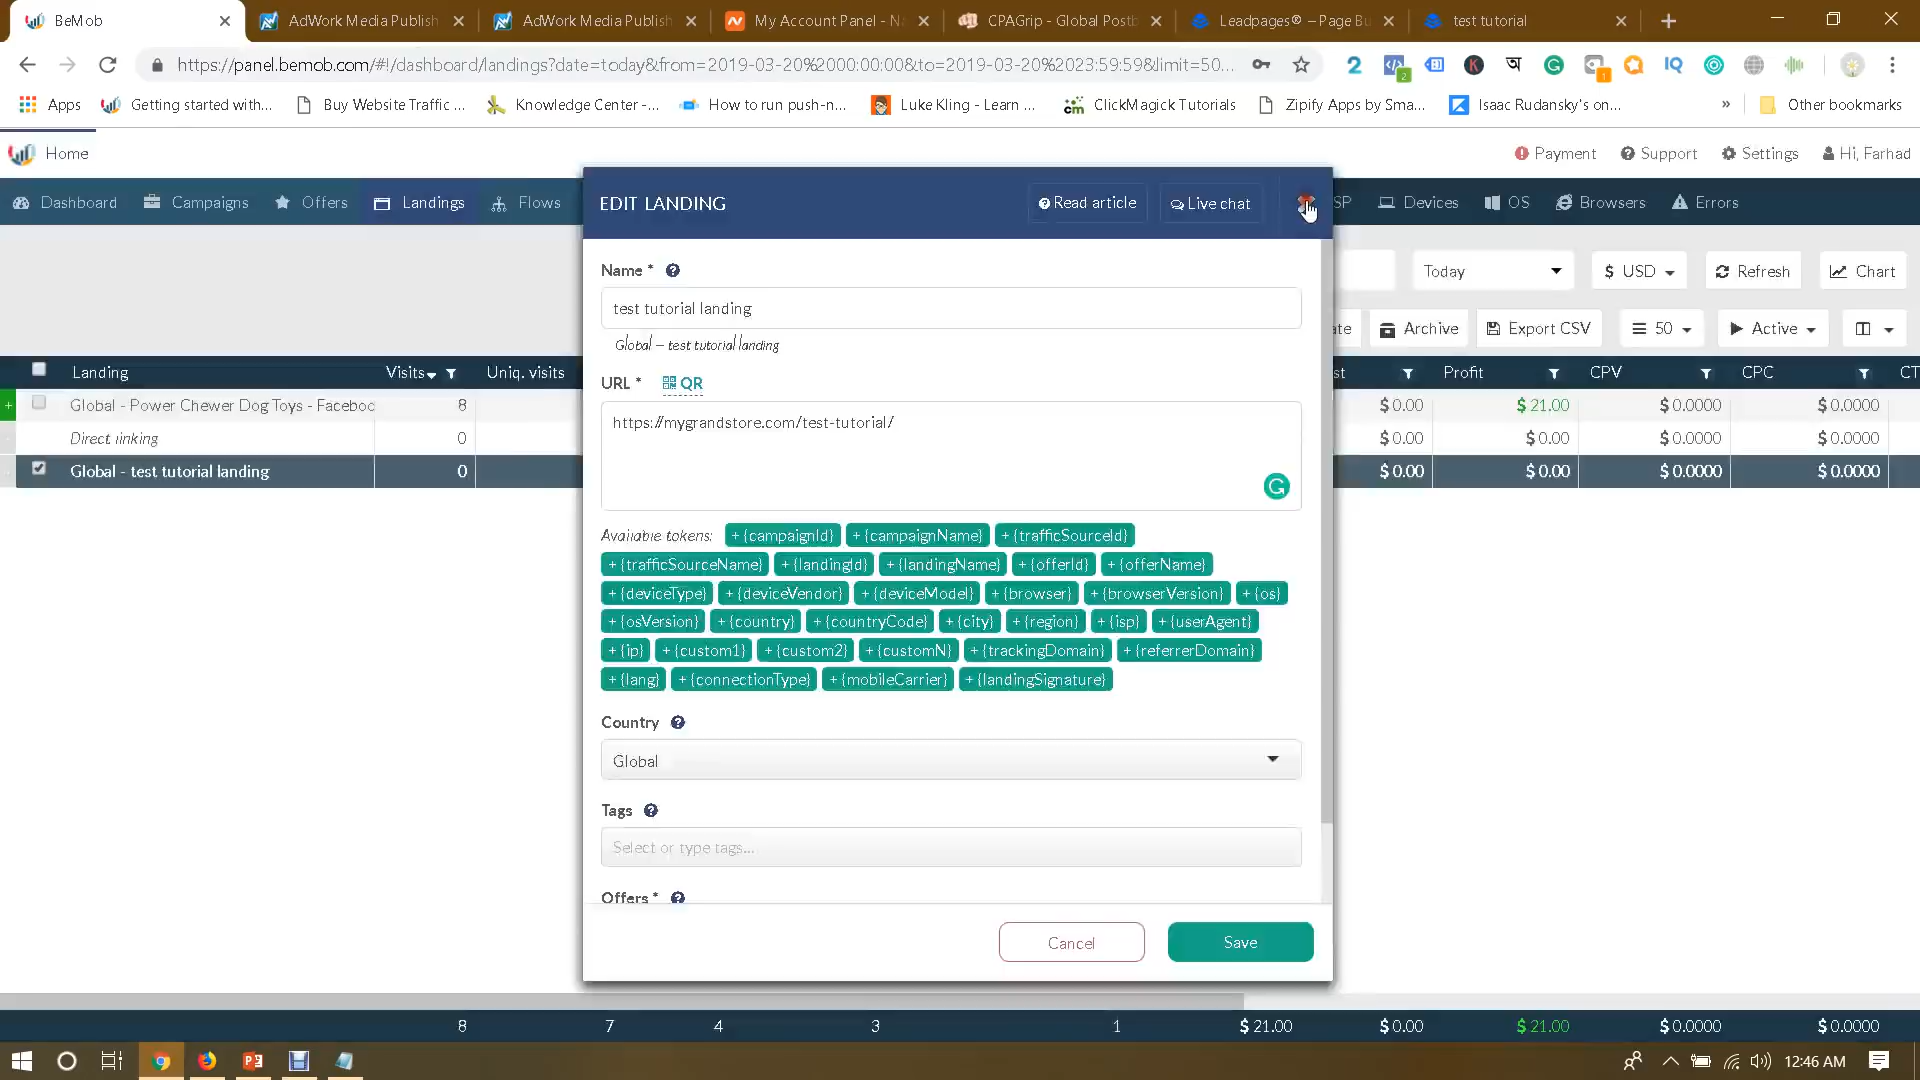 BeMob
AdWork Media Publish
AdWork Media Publish
My Account Panel - Na
CPAGrip - Global Postb
Leadpages® – Page Bu
test tutorial
https://panel.bemob.com/#!/dashboard/landings?date=today&from=2019-03-20%2000:00:00&to=2019-03-20%2023:59:59&limit=50...
Apps
Getting started with...
Buy Website Traffic ...
Knowledge Center -...
How to run push-n...
Luke Kling - Learn ...
ClickMagick Tutorials
Zipify Apps by Sma...
Isaac Rudansky's on...
»
Other bookmarks
Home
Payment
Support
Settings
Hi, Farhad
Dashboard
Campaigns
Offers
Landings
Flows
SP
Devices
OS
Browsers
Errors
EDIT LANDING
Read article
Live chat
Today
$ USD
Refresh
Chart
ate
Archive
Export CSV
50
Active
Name *
test tutorial landing
Global – test tutorial landing
URL *
QR
https://mygrandstore.com/test-tutorial/
Landing Visits Uniq. visits
st Profit CPV CPC CT
Global - Power Chewer Dog Toys - Faceboo 8
$0.00 $21.00 $0.0000 $0.0000
Direct linking 0
$0.00 $0.00 $0.0000 $0.0000
Global - test tutorial landing 0
$0.00 $0.00 $0.0000 $0.0000
Available tokens: + {campaignId} + {campaignName} + {trafficSourceId}
+ {trafficSourceName} + {landingId} + {landingName} + {offerId} + {offerName}
+ {deviceType} + {deviceVendor} + {deviceModel} + {browser} + {browserVersion} + {os}
+ {osVersion} + {country} + {countryCode} + {city} + {region} + {isp} + {userAgent}
+ {ip} + {custom1} + {custom2} + {customN} + {trackingDomain} + {referrerDomain}
+ {lang} + {connectionType} + {mobileCarrier} + {landingSignature}
Country
Global
Tags
Select or type tags...
Offers *
Cancel
Save
8 7 4 3 1 $21.00 $0.00 $21.00 $0.0000 $0.0000
12:46 AM